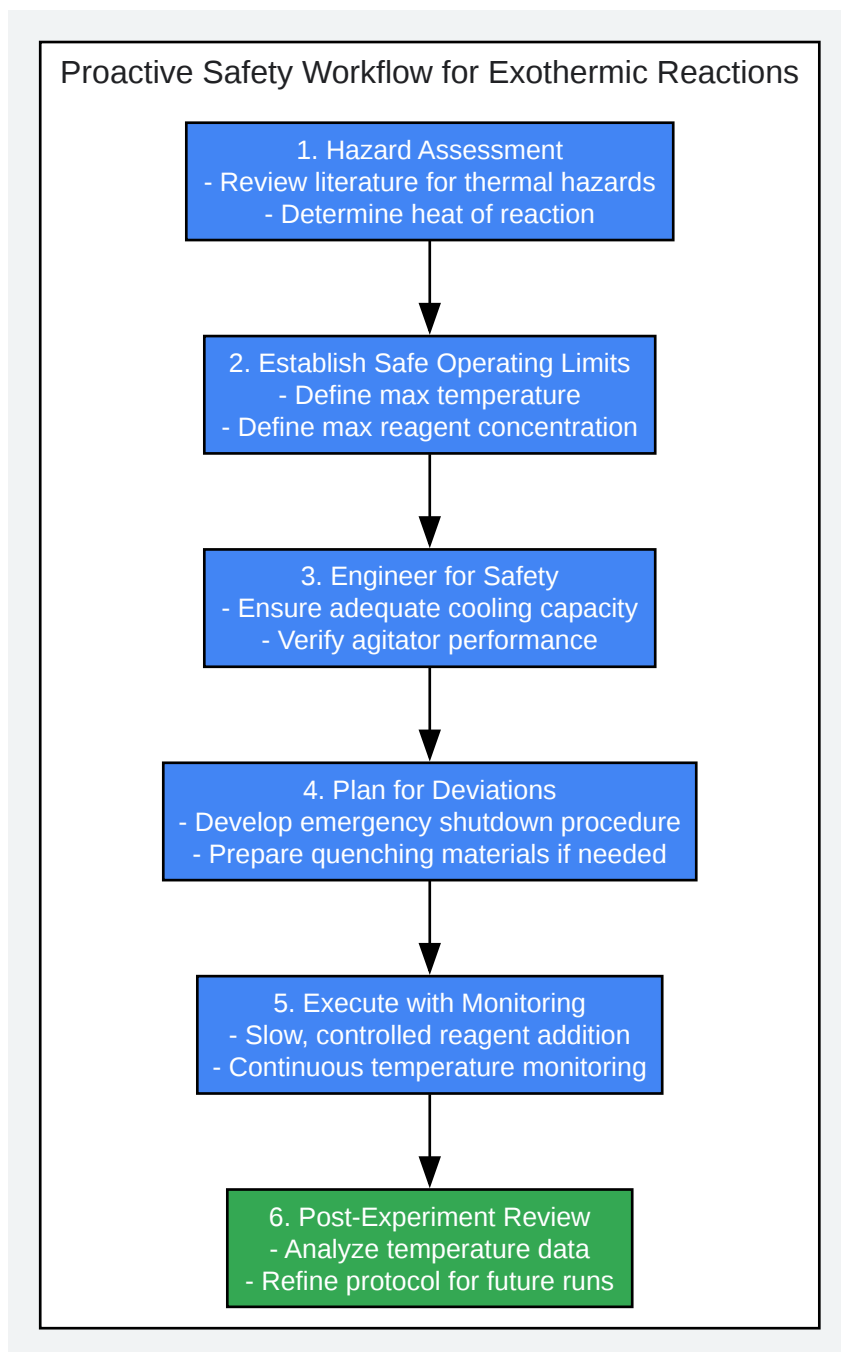 Proactive Safety Workflow for Exothermic Reactions
1. Hazard Assessment
- Review literature for thermal hazards
- Determine heat of reaction
2. Establish Safe Operating Limits
- Define max temperature
- Define max reagent concentration
3. Engineer for Safety
- Ensure adequate cooling capacity
- Verify agitator performance
4. Plan for Deviations
- Develop emergency shutdown procedure
- Prepare quenching materials if needed
5. Execute with Monitoring
- Slow, controlled reagent addition
- Continuous temperature monitoring
6. Post-Experiment Review
- Analyze temperature data
- Refine protocol for future runs